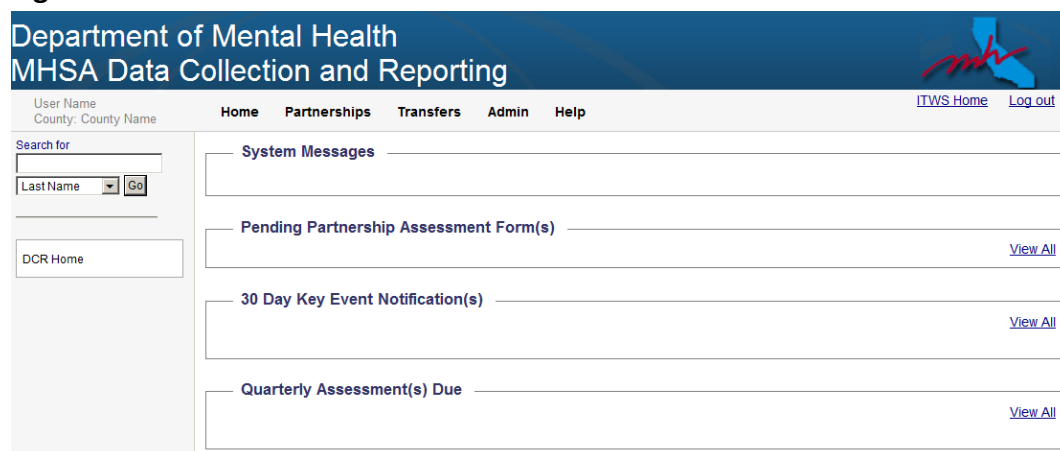 Department of Mental Health
MHSA Data Collection and Reporting
mh
User Name
County: County Name
Home Partnerships Transfers Admin Help
ITWS Home Log out
Search for
Last Name Go
DCR Home
System Messages
Pending Partnership Assessment Form(s)
View All
30 Day Key Event Notification(s)
View All
Quarterly Assessment(s) Due
View All